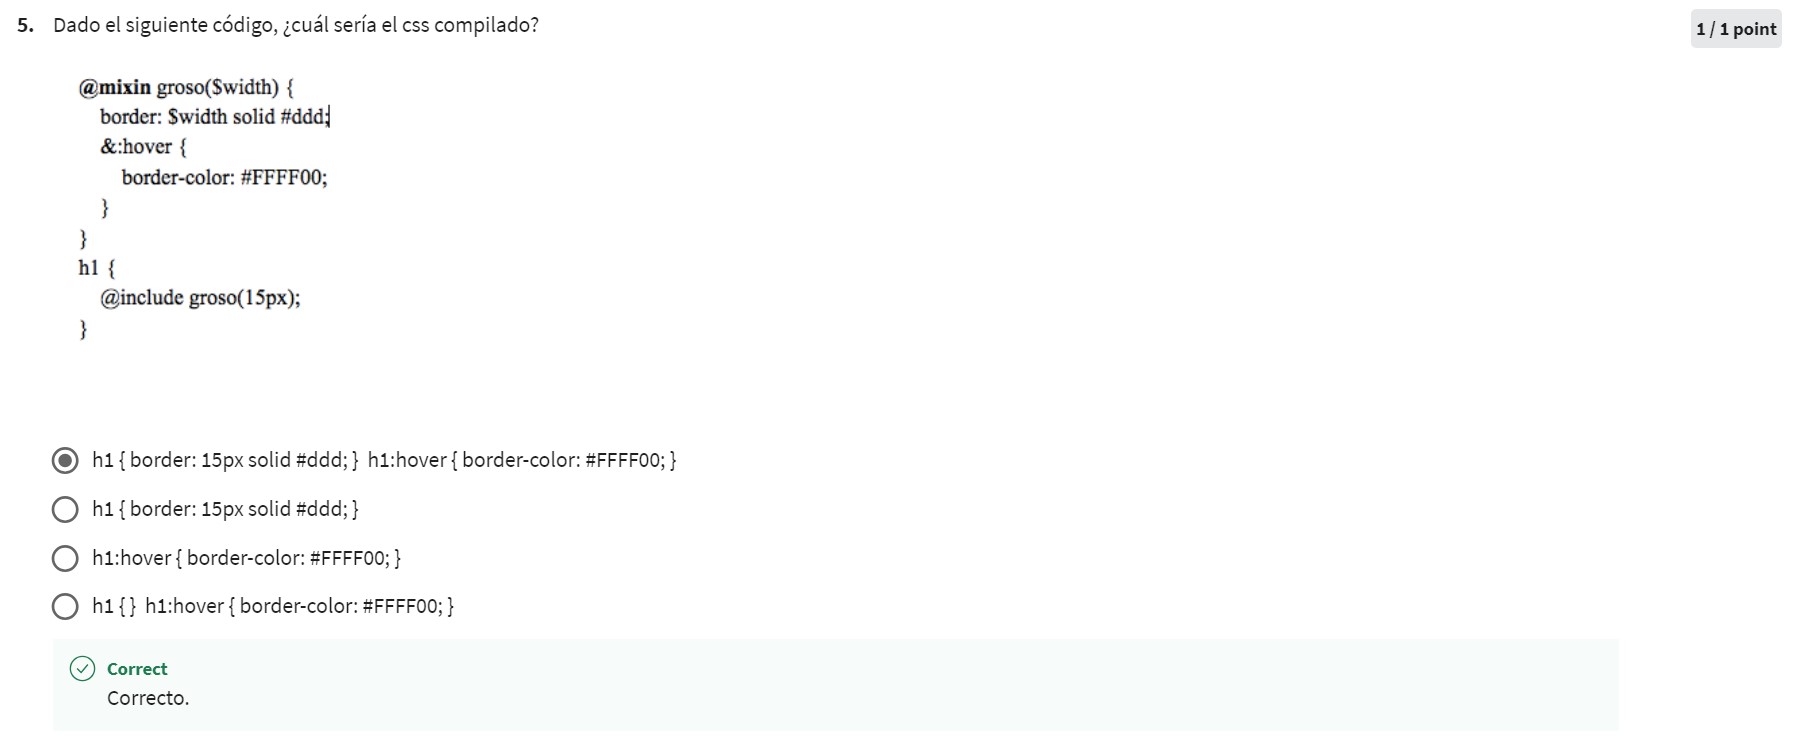 5. Dado el siguiente código, ¿cuál sería el css compilado?
1 / 1 point
@mixin groso($width) {
border: $width solid #ddd;
&:hover {
border-color: #FFFF00;
}
}
h1 {
@include groso(15px);
}
h1 { border: 15px solid #ddd; } h1:hover { border-color: #FFFF00; }
h1 { border: 15px solid #ddd; }
h1:hover { border-color: #FFFF00; }
h1 { } h1:hover { border-color: #FFFF00; }
Correct
Correcto.